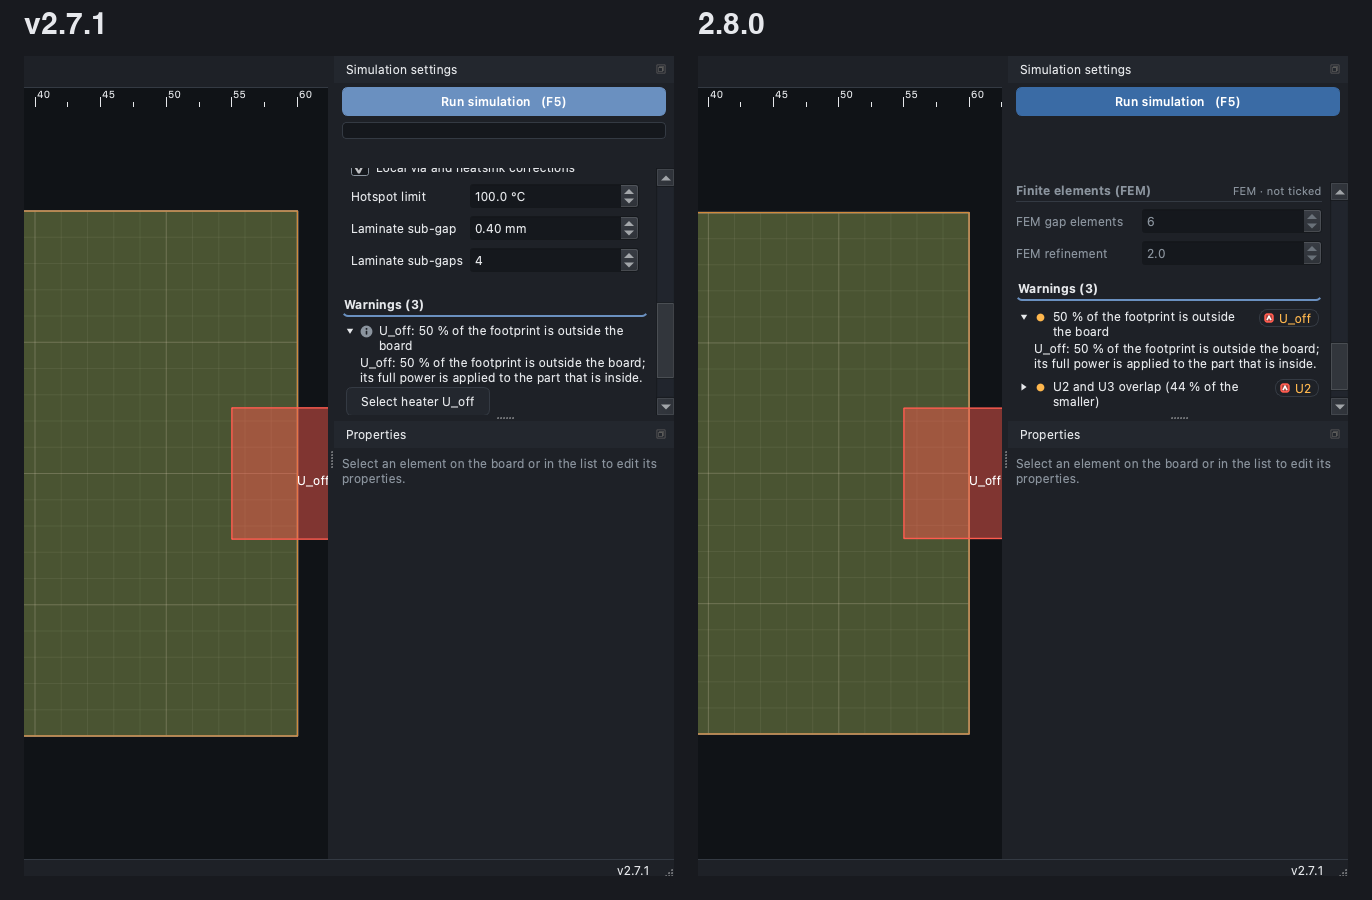 v2.7.1
Simulation settings
40 45 50 55 60
Run simulation (F5)
Local via and heatsink corrections
Hotspot limit 100.0 °C
Laminate sub-gap 0.40 mm
Laminate sub-gaps 4
Warnings (3)
U_off: 50 % of the footprint is outside the
board
U_off: 50 % of the footprint is outside the board;
its full power is applied to the part that is inside.
Select heater U_off
Properties
Select an element on the board or in the list to edit its
properties.
U_off
v2.7.1
2.8.0
Simulation settings
40 45 50 55 60
Run simulation (F5)
Finite elements (FEM) FEM · not ticked
FEM gap elements 6
FEM refinement 2.0
Warnings (3)
50 % of the footprint is outside U_off
the board
U_off: 50 % of the footprint is outside the board;
its full power is applied to the part that is inside.
U2 and U3 overlap (44 % of the U2
smaller)
Properties
Select an element on the board or in the list to edit its
properties.
U_off
v2.7.1